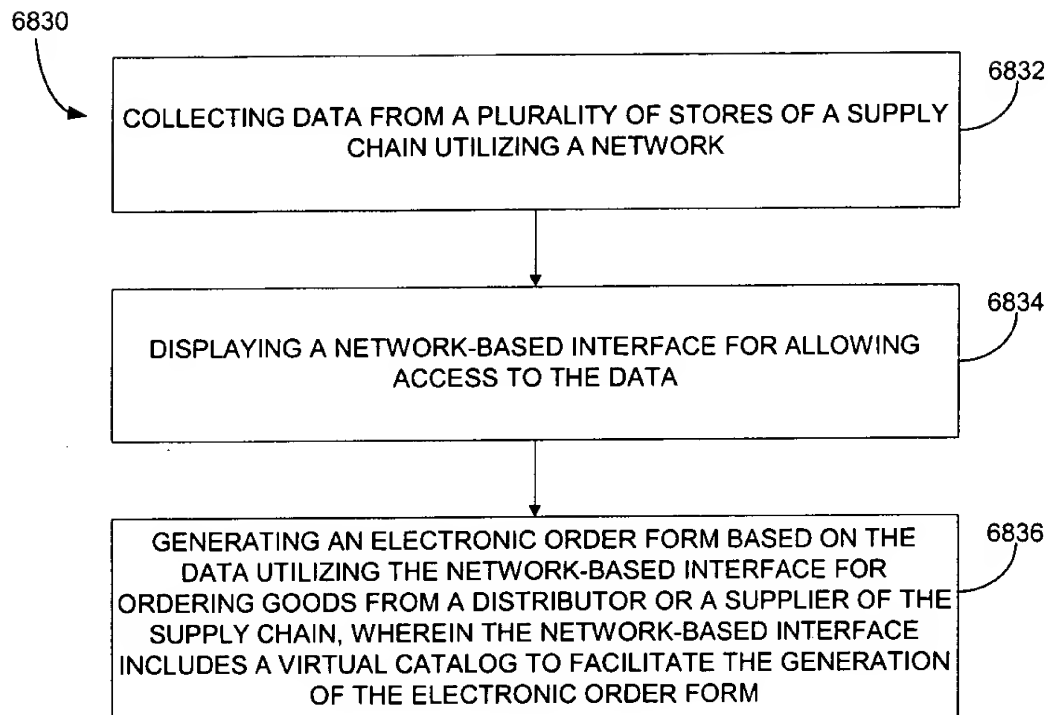 6830
6832
COLLECTING DATA FROM A PLURALITY OF STORES OF A SUPPLY
CHAIN UTILIZING A NETWORK
6834
DISPLAYING A NETWORK-BASED INTERFACE FOR ALLOWING
ACCESS TO THE DATA
6836
GENERATING AN ELECTRONIC ORDER FORM BASED ON THE
DATA UTILIZING THE NETWORK-BASED INTERFACE FOR
ORDERING GOODS FROM A DISTRIBUTOR OR A SUPPLIER OF THE
SUPPLY CHAIN, WHEREIN THE NETWORK-BASED INTERFACE
INCLUDES A VIRTUAL CATALOG TO FACILITATE THE GENERATION
OF THE ELECTRONIC ORDER FORM